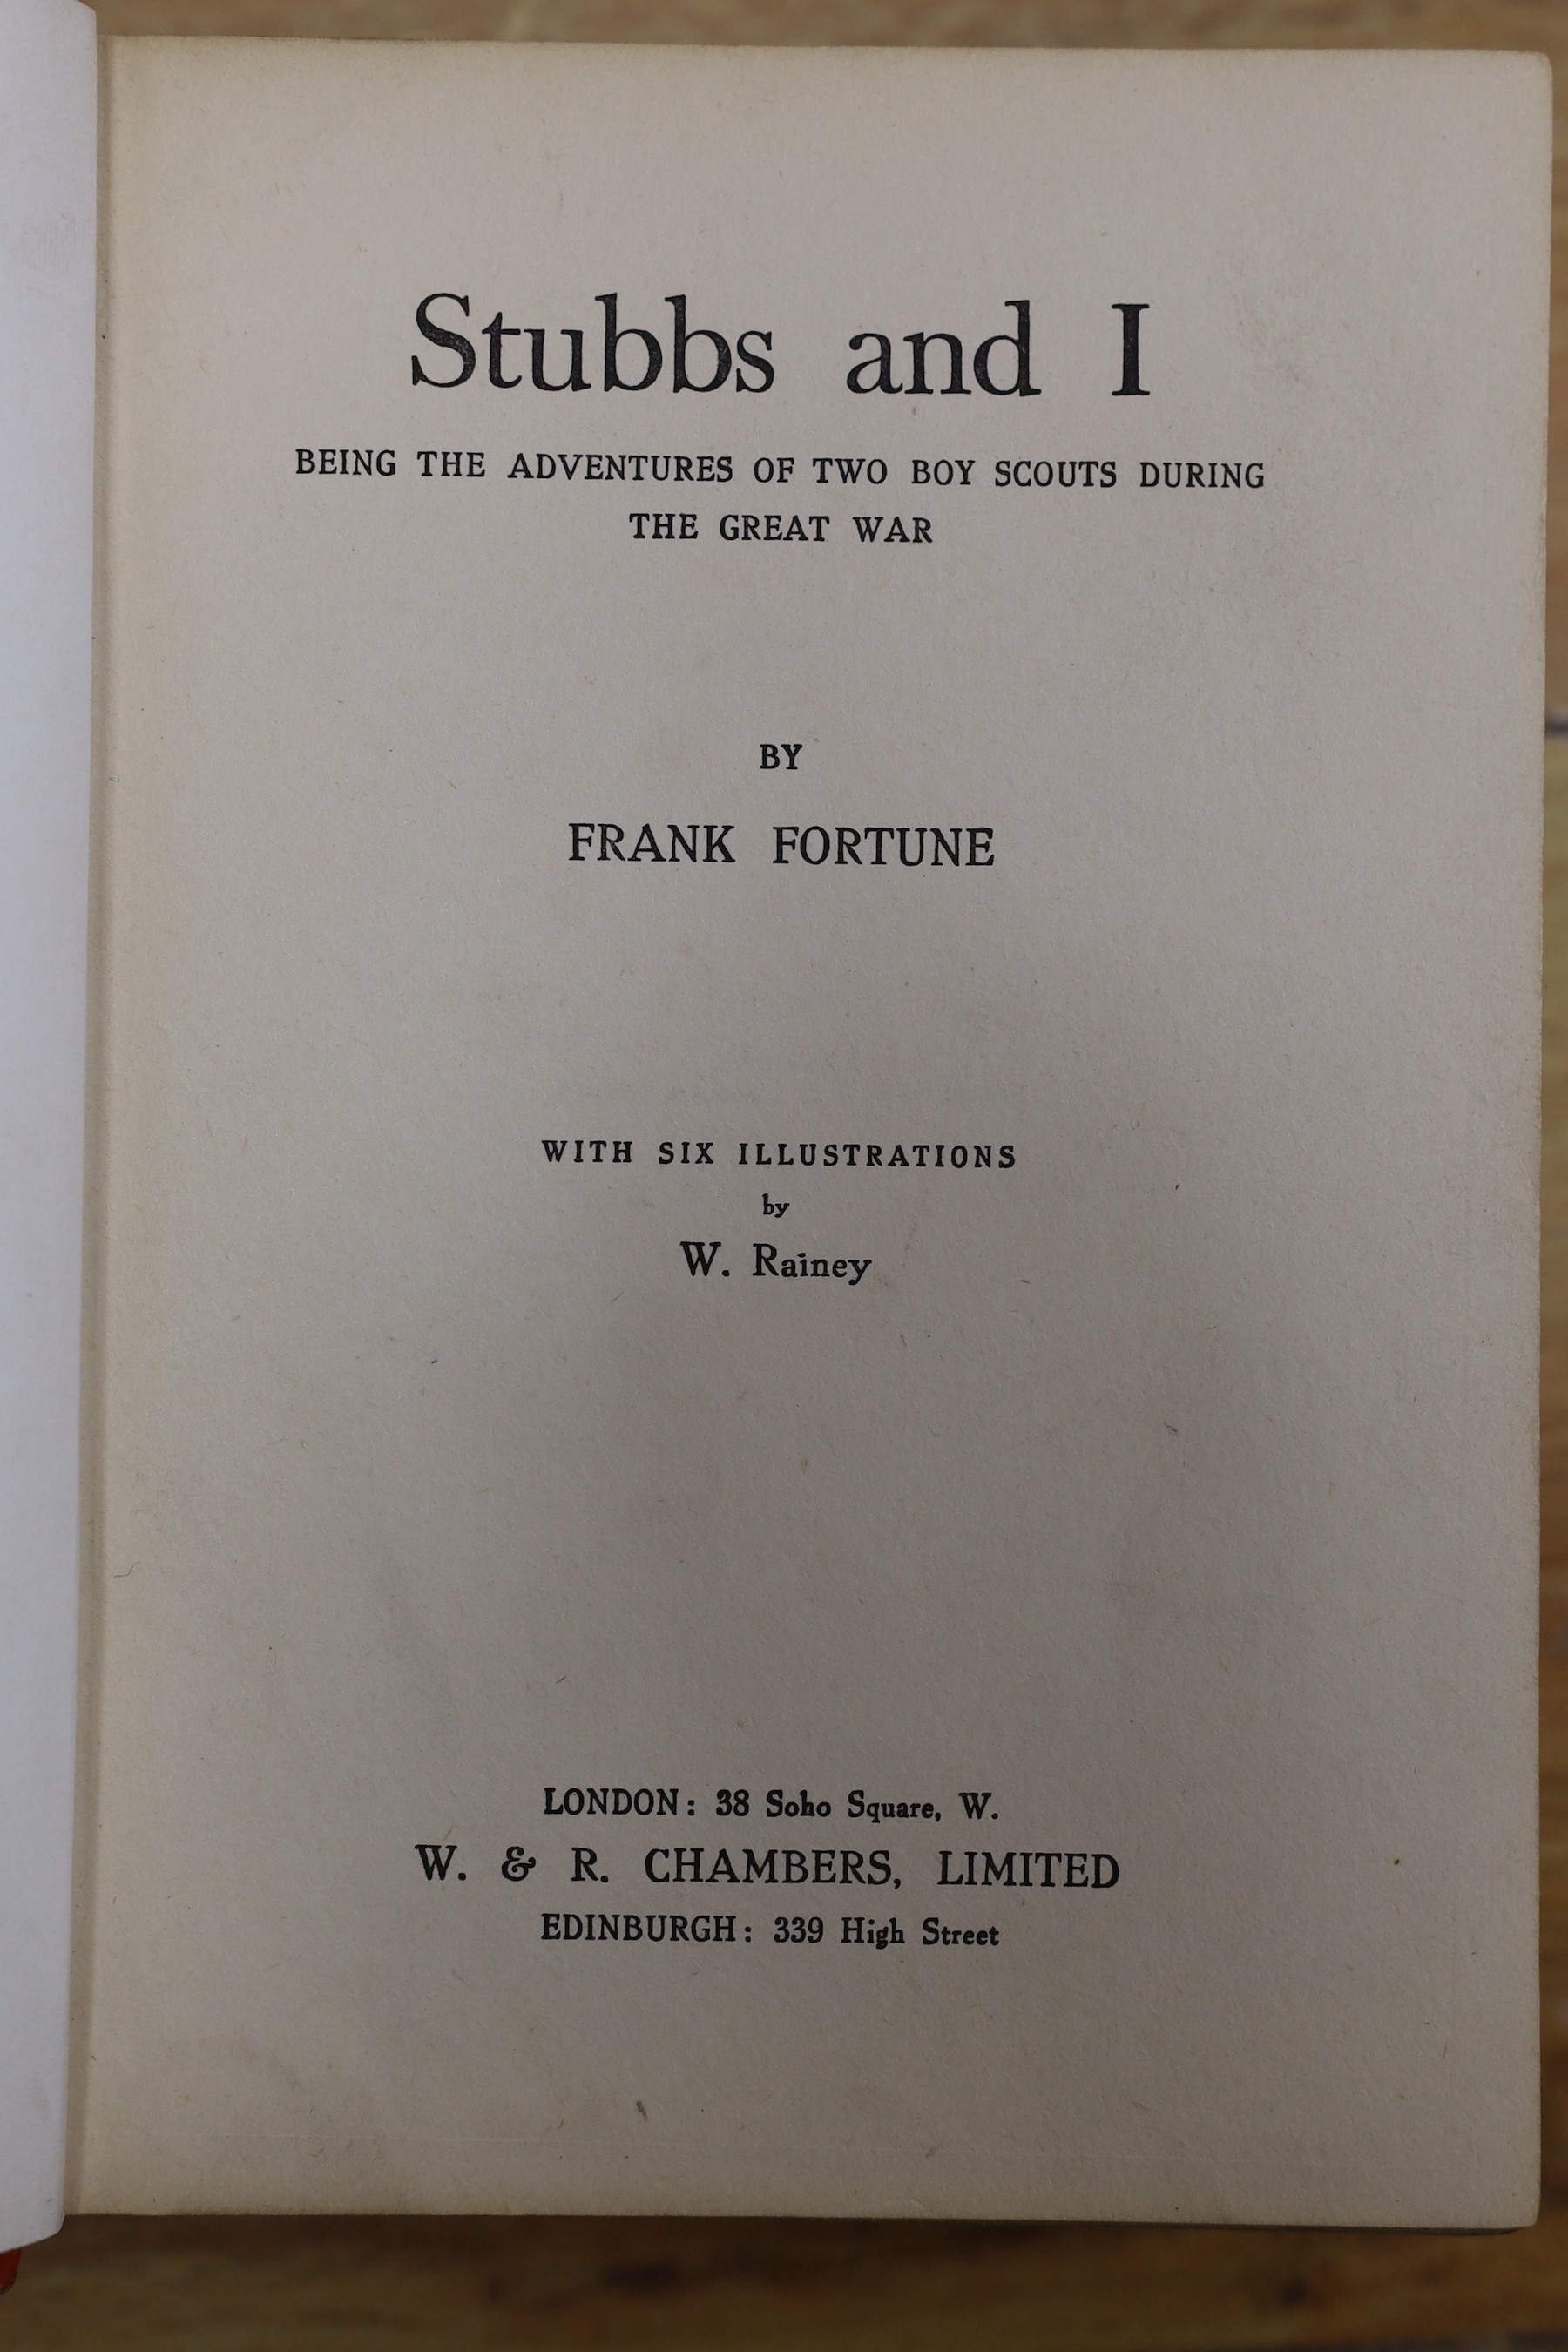 Stubbs and I
BEING THE ADVENTURES OF TWO BOY SCOUTS DURING
THE GREAT WAR
BY
FRANK FORTUNE
WITH SIX ILLUSTRATIONS
by
W. Rainey
LONDON: 38 Soho Square, W.
W. & R. CHAMBERS, LIMITED
EDINBURGH: 339 High Street